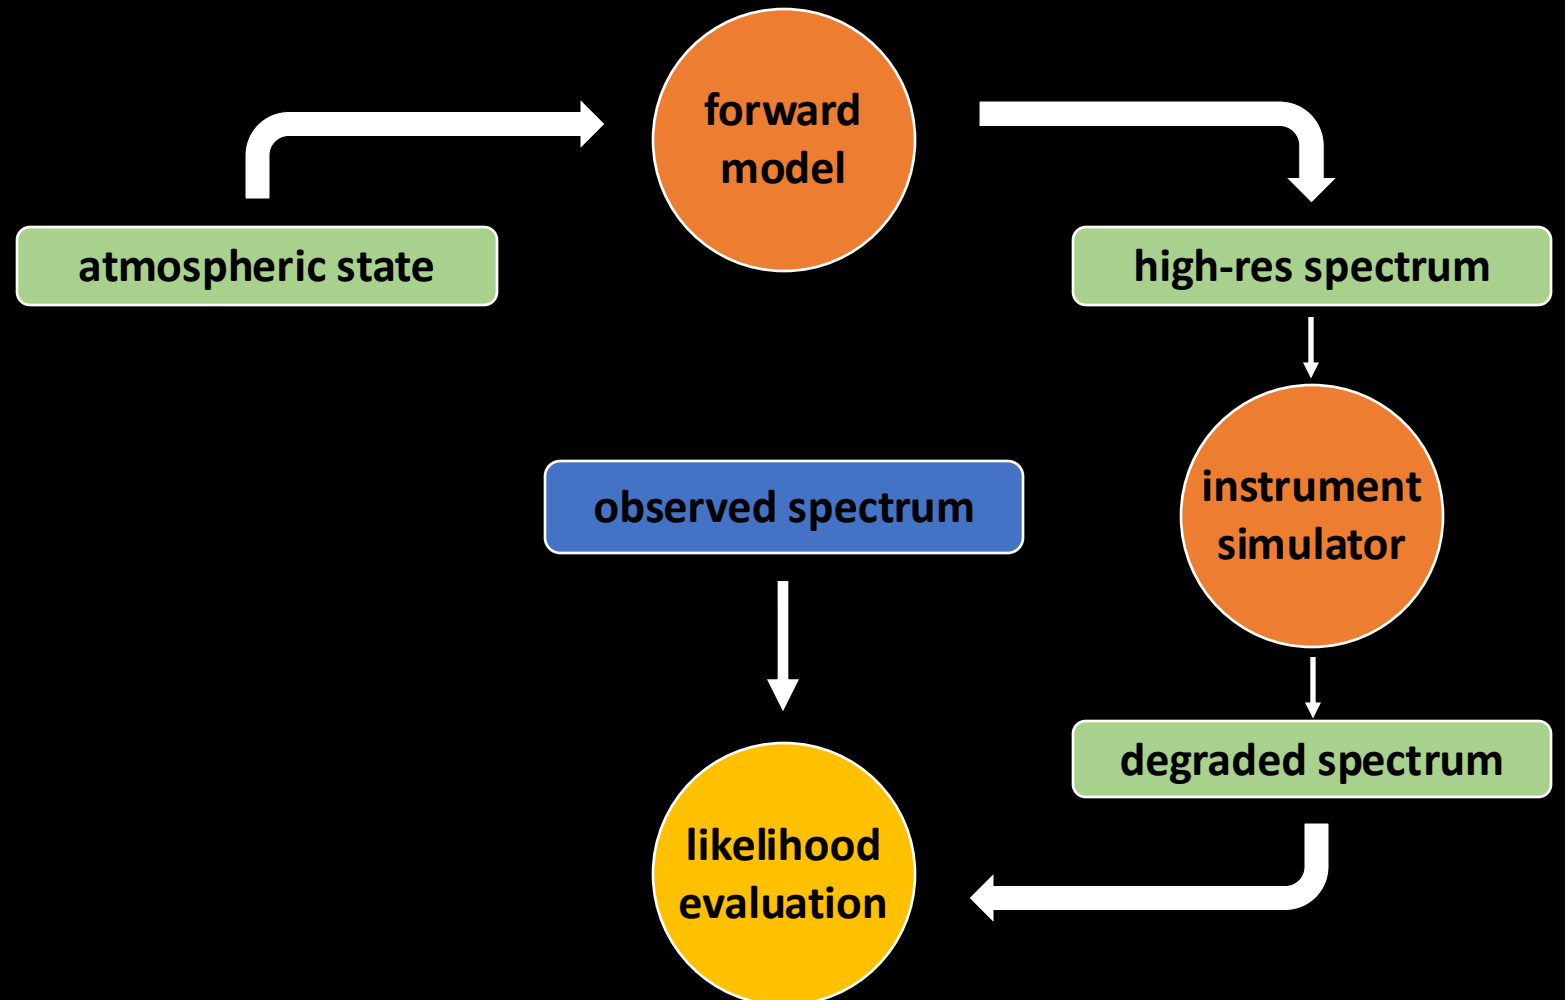 forward
model
atmospheric state
high-res spectrum
observed spectrum
instrument
simulator
degraded spectrum
likelihood
evaluation